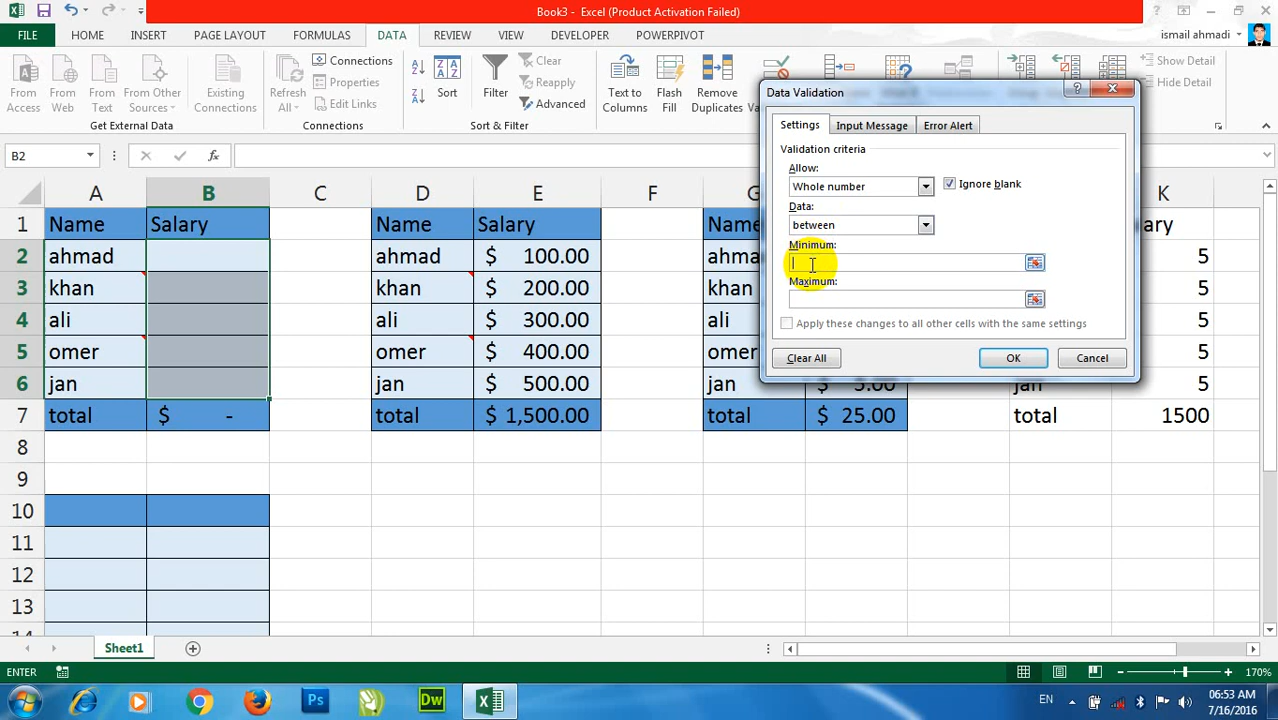 Book3 - Excel (Product Activation Failed)
FILE HOME INSERT PAGE LAYOUT FORMULAS DATA REVIEW VIEW DEVELOPER POWERPIVOT ismail ahmadi
From Access
From Web
From Text
From Other Sources
Existing Connections
Get External Data
Refresh All
Connections
Properties
Edit Links
Connections
Sort
Filter
Clear
Reapply
Advanced
Sort & Filter
Text to Columns
Flash Fill
Remove Duplicates
Show Detail
Hide Detail
B2
A B C D E F G K
1 Name Salary Name Salary Name ary
2 ahmad ahmad $ 100.00 ahma 5
3 khan khan $ 200.00 khan 5
4 ali ali $ 300.00 ali 5
5 omer omer $ 400.00 omer 5
6 jan jan $ 500.00 jan $ 5.00 jan 5
7 total $ - total $ 1,500.00 total $ 25.00 total 1500
8
9
10
11
12
13
14
Data Validation
Settings Input Message Error Alert
Validation criteria
Allow:
Whole number Ignore blank
Data:
between
Minimum:
Maximum:
Apply these changes to all other cells with the same settings
Clear All OK Cancel
Sheet1
ENTER 170%
Ps Dw EN 06:53 AM
7/16/2016